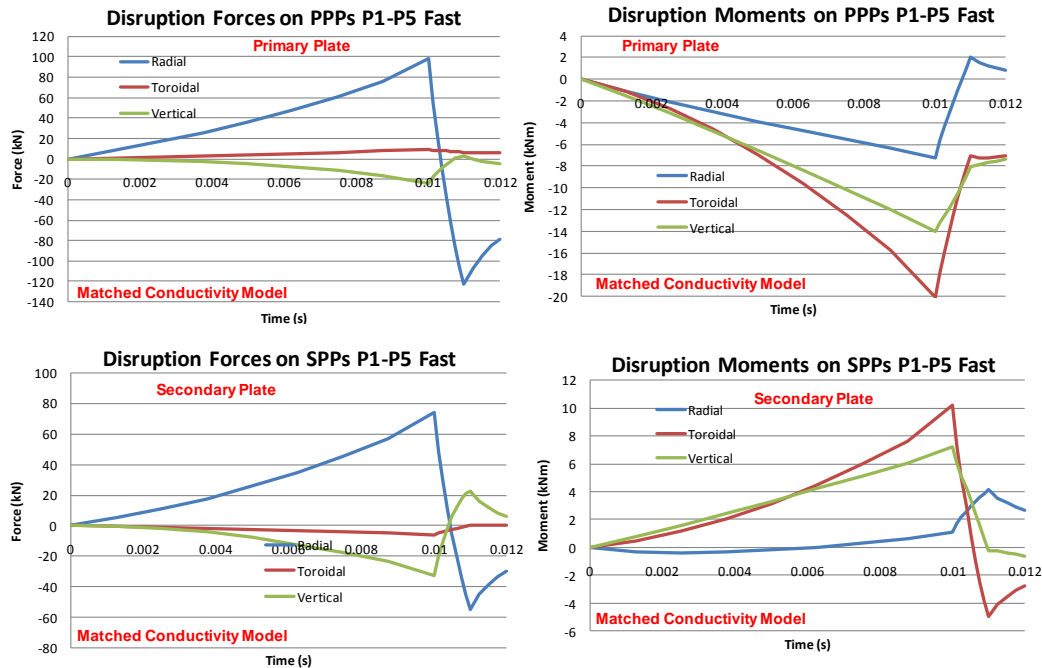 Disruption Forces on PPPs P1-P5 Fast
Primary Plate
Radial
Toroidal
Vertical
120
100
80
60
40
20
0
-20
-40
-60
-80
-100
-120
-140
Force (kN)
0 0.002 0.004 0.006 0.008 0.01 0.012
Matched Conductivity Model
Time (s)
Disruption Moments on PPPs P1-P5 Fast
Primary Plate
4
2
0
-2
-4
-6
-8
-10
-12
-14
-16
-18
-20
Moment (kNm)
0 0.002 0.004 0.006 0.008 0.01 0.012
Radial
Toroidal
Vertical
Matched Conductivity Model
Time (s)
Disruption Forces on SPPs P1-P5 Fast
Secondary Plate
100
80
60
40
20
0
-20
-40
-60
-80
Force (kN)
0 0.002 0.004 0.006 0.008 0.01 0.012
Radial
Toroidal
Vertical
Matched Conductivity Model
Time (s)
Disruption Moments on SPPs P1-P5 Fast
Secondary Plate
Radial
Toroidal
Vertical
12
10
8
6
4
2
0
-2
-4
-6
Moment (kNm)
0 0.002 0.004 0.006 0.008 0.01 0.012
Matched Conductivity Model
Time (s)